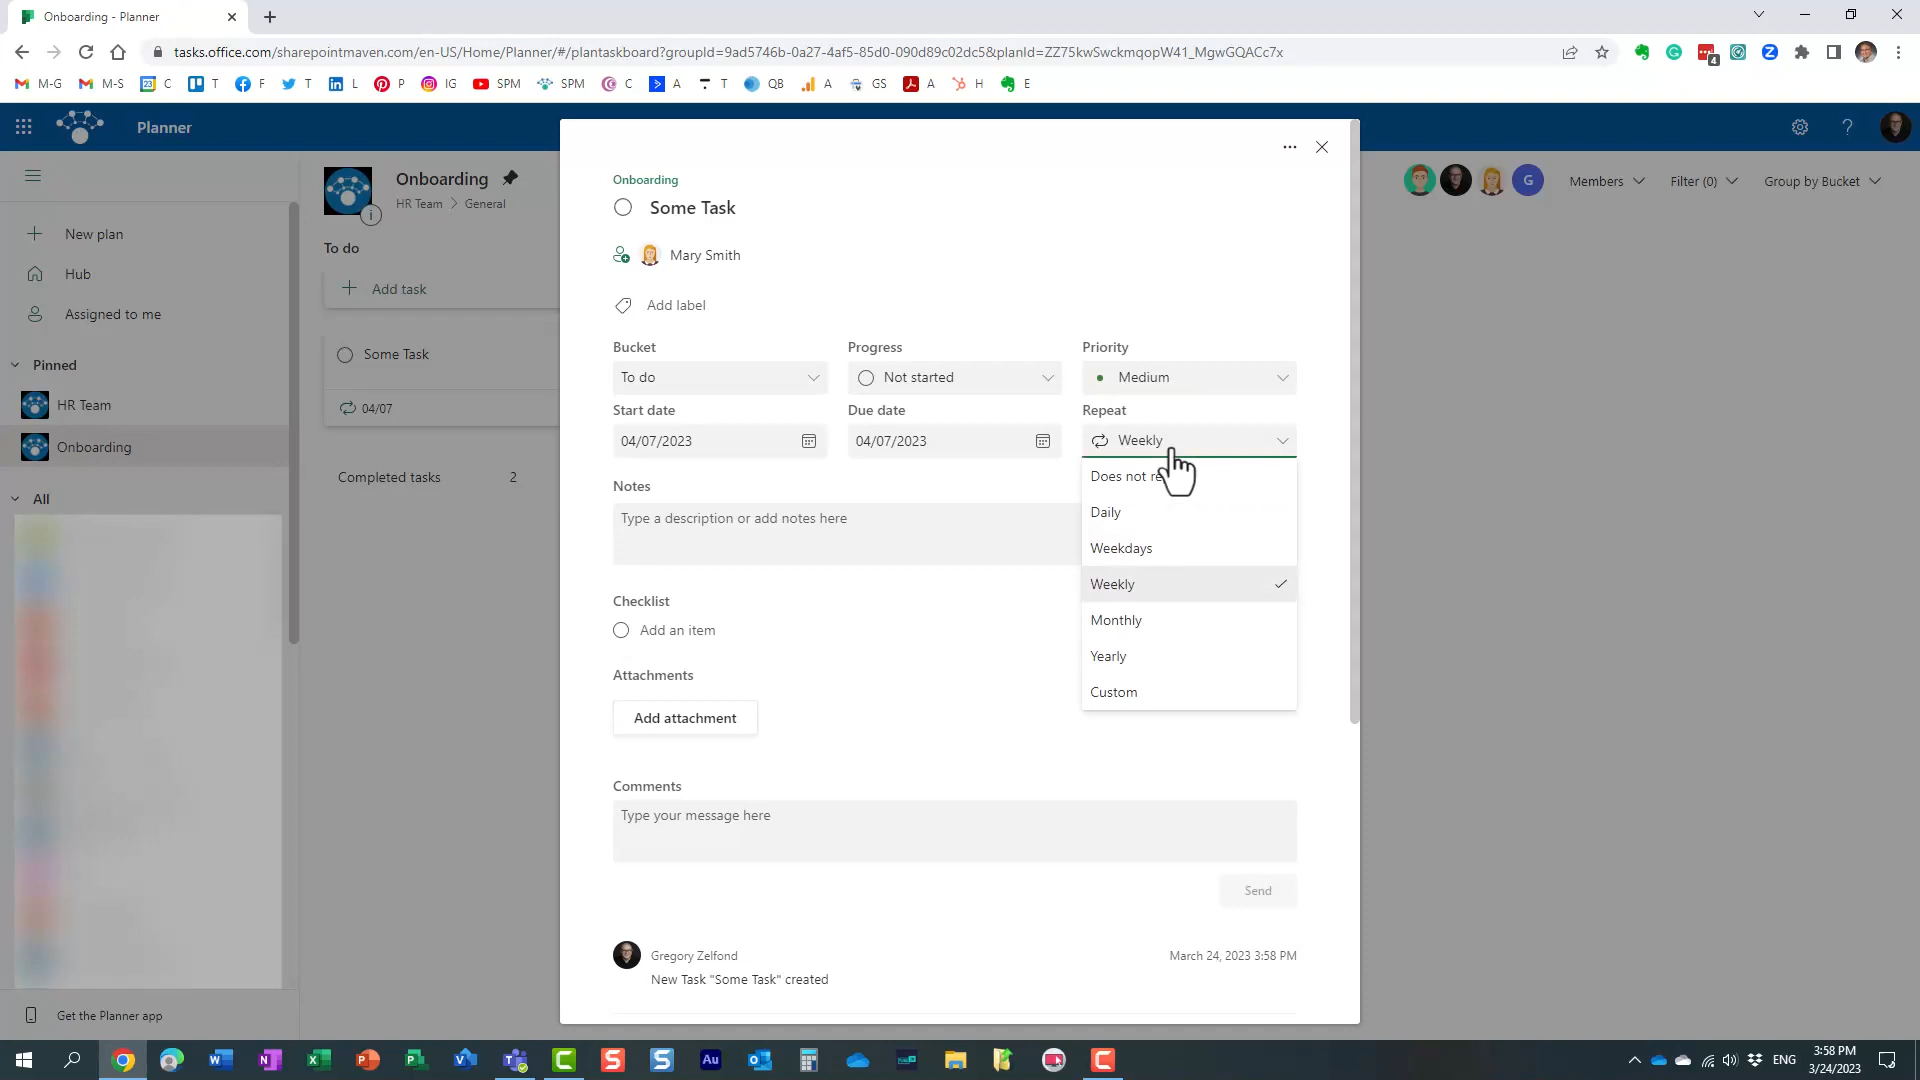 Onboarding - Planner
tasks.office.com/sharepointmaven.com/en-US/Home/Planner/#/plantaskboard?groupId=9ad5746b-0a27-4af5-85d0-090d89c02dc5&planId=ZZ75kwSwckmqopW41_MgwGQACc7x
4
M-G M-S 23 C T F T L P IG SPM SPM C A T QB A GS A H E
Planner
Onboarding
HR Team > General
G
Members
Filter (0)
Group by Bucket
New plan
Hub
Assigned to me
Pinned
HR Team
Onboarding
All
Get the Planner app
To do
Add task
Some Task
04/07
Completed tasks 2
Onboarding
Some Task
Mary Smith
Add label
Bucket Progress Priority
To do Not started Medium
Start date Due date Repeat
04/07/2023 04/07/2023 Weekly
Does not re
Daily
Weekdays
Weekly
Monthly
Yearly
Custom
Notes
Type a description or add notes here
Checklist
Add an item
Attachments
Add attachment
Comments
Type your message here
Send
Gregory Zelfond March 24, 2023 3:58 PM
New Task "Some Task" created
ENG
3:58 PM
3/24/2023